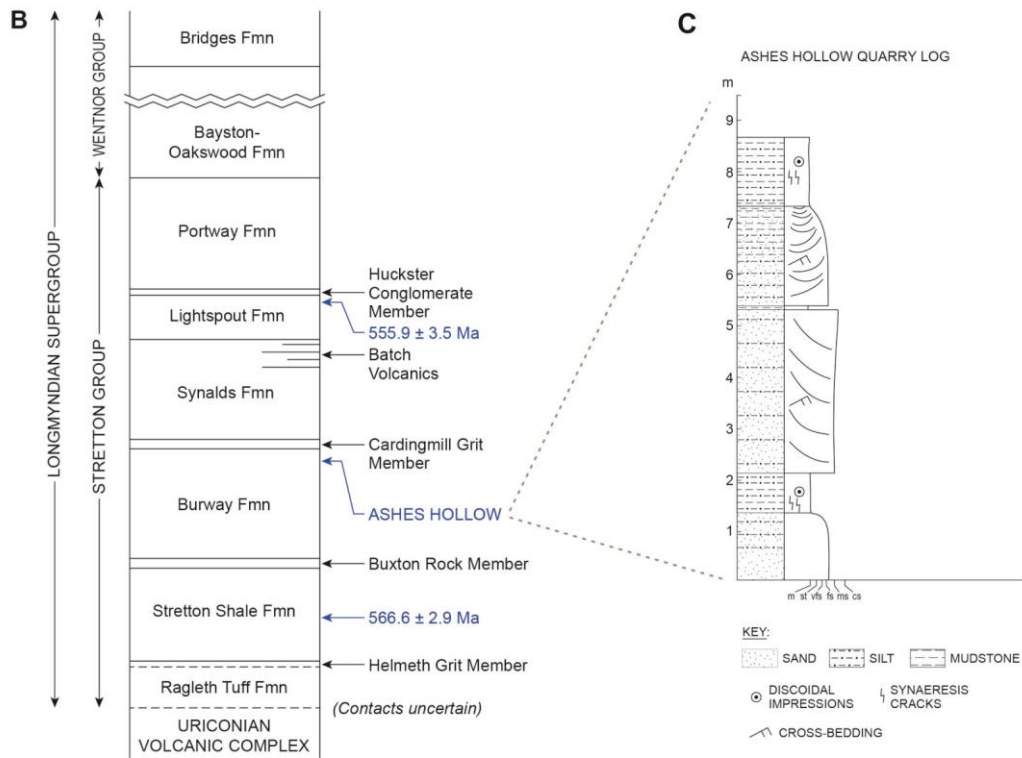 B
LONGMYNDIAN SUPERGROUP
WENTNOR GROUP
STRETTON GROUP
Bridges Fmn
Bayston-
Oakswood Fmn
Portway Fmn
Huckster
Conglomerate
Member
Lightspout Fmn
555.9 ± 3.5 Ma
Batch
Volcanics
Synalds Fmn
Cardingmill Grit
Member
Burway Fmn
ASHES HOLLOW
Buxton Rock Member
Stretton Shale Fmn
566.6 ± 2.9 Ma
Helmeth Grit Member
Ragleth Tuff Fmn
(Contacts uncertain)
URICONIAN
VOLCANIC COMPLEX
C
ASHES HOLLOW QUARRY LOG
m
9
8
7
6
5
4
3
2
1
m st vfs fs ms cs
KEY:
SAND SILT MUDSTONE
DISCOIDAL
IMPRESSIONS
SYNAERESIS
CRACKS
CROSS-BEDDING